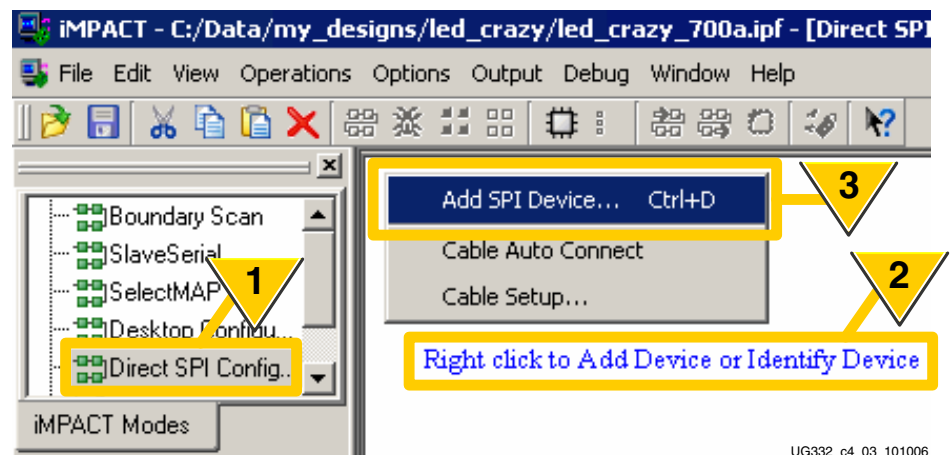 iMPACT - C:/Data/my_designs/led_crazy/led_crazy_700a.ipf - [Direct SPI
File Edit View Operations Options Output Debug Window Help
Add SPI Device... Ctrl+D
3
Boundary Scan
SlaveSerial
Cable Auto Connect
1
2
SelectMAP
Cable Setup...
Desktop Configu...
Direct SPI Config..
Right click to Add Device or Identify Device
iMPACT Modes
UG332_c4_03_101006